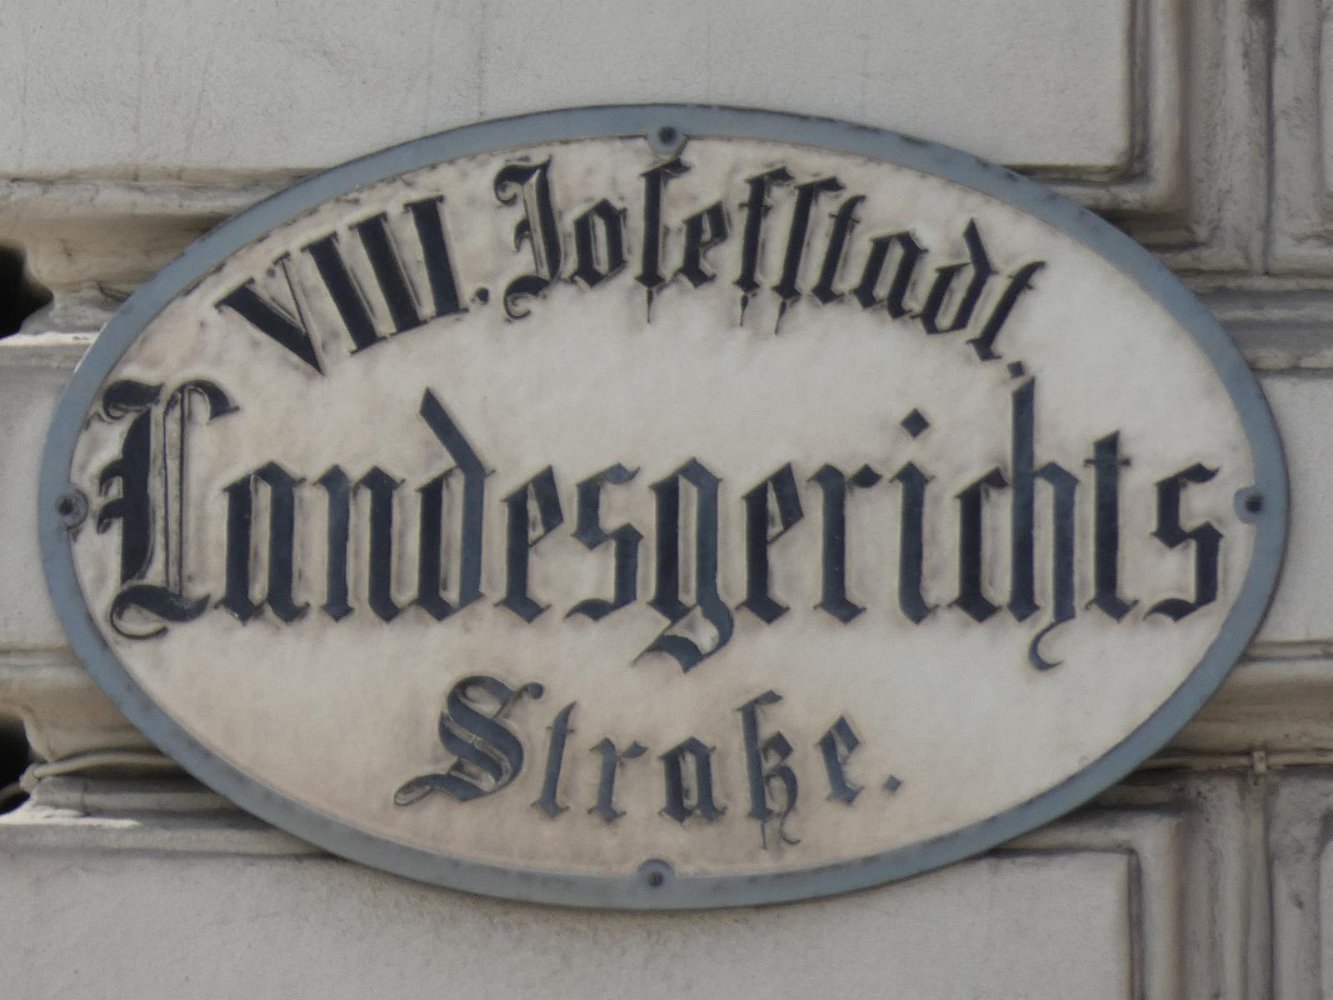 VIII. Josefstadt.
Landesgerichts
Straße.